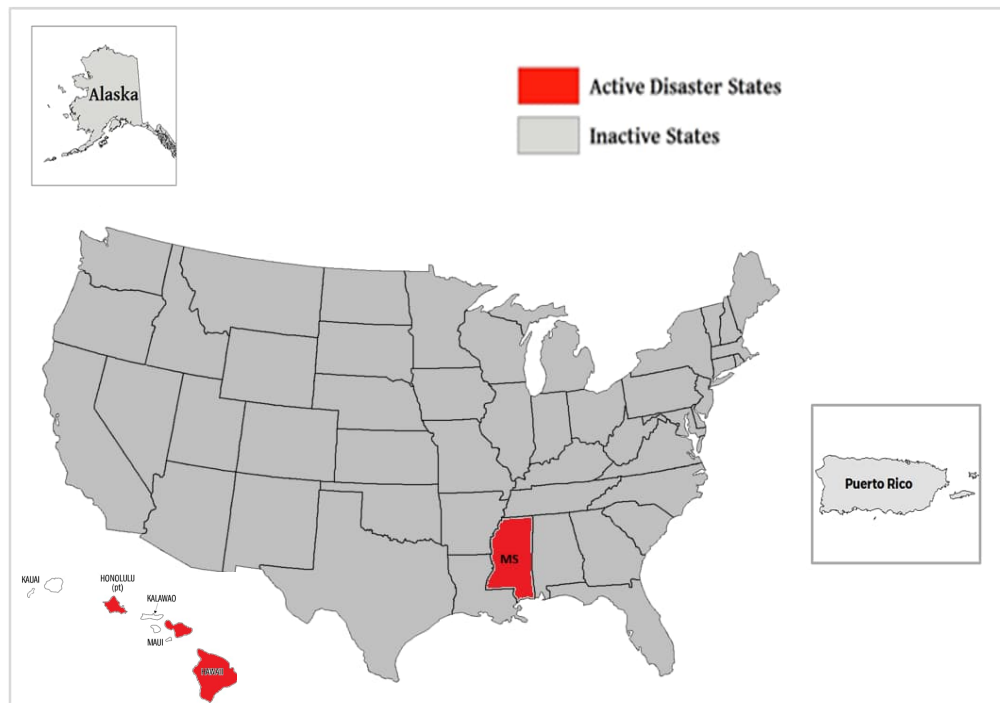 Alaska
Active Disaster States
Inactive States
Puerto Rico
MS
KAUAI
HONOLULU
(pt)
KALAWAO
MAUI
HAWAII